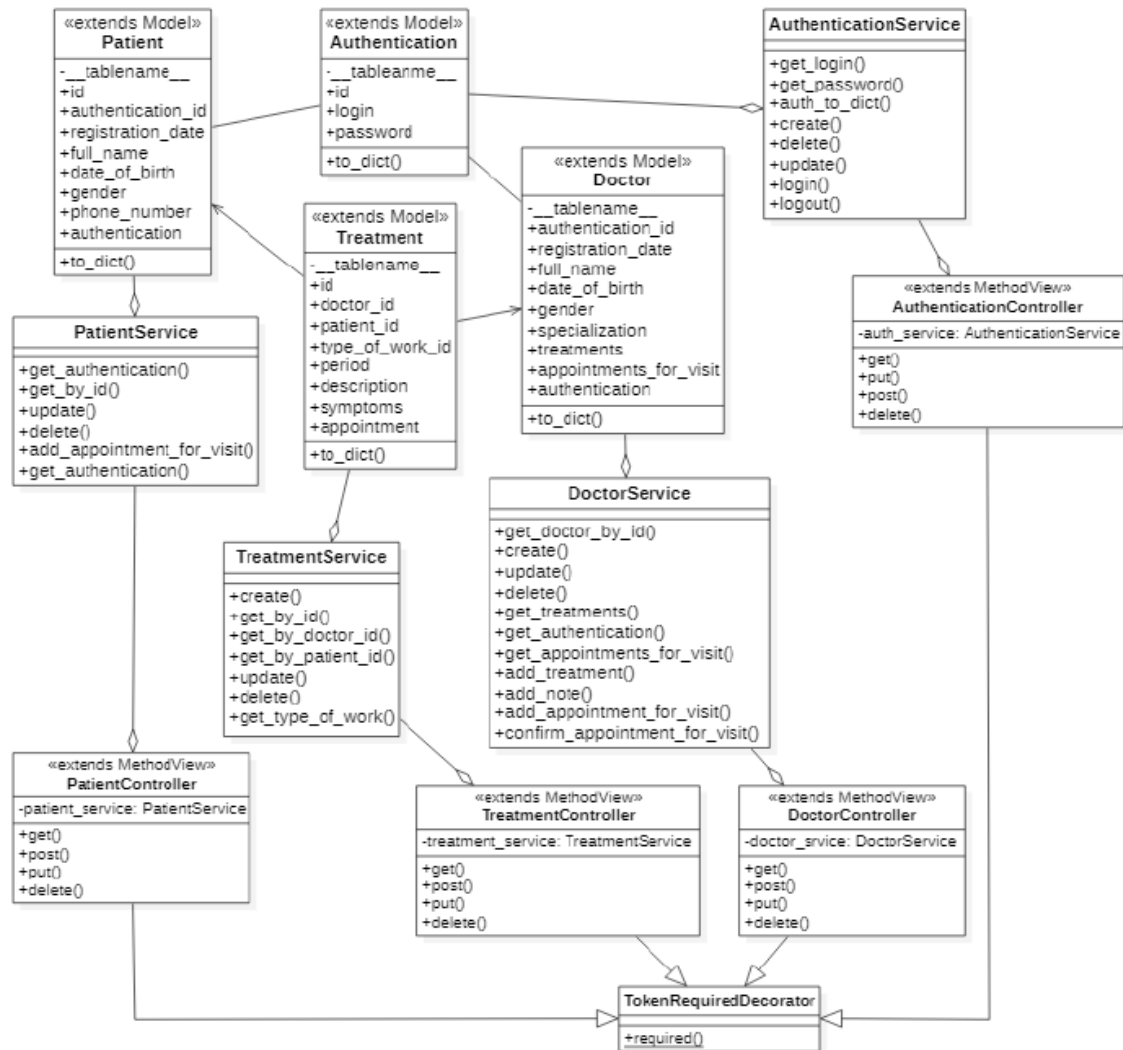 «extends Model»
Patient
-__tablename__
+id
+authentication_id
+registration_date
+full_name
+date_of_birth
+gender
+phone_number
+authentication
+to_dict()
«extends Model»
Authentication
-__tableanme__
+id
+login
+password
+to_dict()
AuthenticationService
+get_login()
+get_password()
+auth_to_dict()
+create()
+delete()
+update()
+login()
+logout()
«extends Model»
Doctor
-__tablename__
+authentication_id
+registration_date
+full_name
+date_of_birth
+gender
+specialization
+treatments
+appointments_for_visit
+authentication
+to_dict()
«extends Model»
Treatment
-__tablename__
+id
+doctor_id
+patient_id
+type_of_work_id
+period
+description
+symptoms
+appointment
+to_dict()
«extends MethodView»
AuthenticationController
-auth_service: AuthenticationService
+get()
+put()
+post()
+delete()
PatientService
+get_authentication()
+get_by_id()
+update()
+delete()
+add_appointment_for_visit()
+get_authentication()
DoctorService
+get_doctor_by_id()
+create()
+update()
+delete()
+get_treatments()
+get_authentication()
+get_appointments_for_visit()
+add_treatment()
+add_note()
+add_appointment_for_visit()
+confirm_appointment_for_visit()
TreatmentService
+create()
+get_by_id()
+get_by_doctor_id()
+get_by_patient_id()
+update()
+delete()
+get_type_of_work()
«extends MethodView»
PatientController
-patient_service: PatientService
+get()
+post()
+put()
+delete()
«extends MethodView»
TreatmentController
-treatment_service: TreatmentService
+get()
+post()
+put()
+delete()
«extends MethodView»
DoctorController
-doctor_srvice: DoctorService
+get()
+post()
+put()
+delete()
TokenRequiredDecorator
+required()